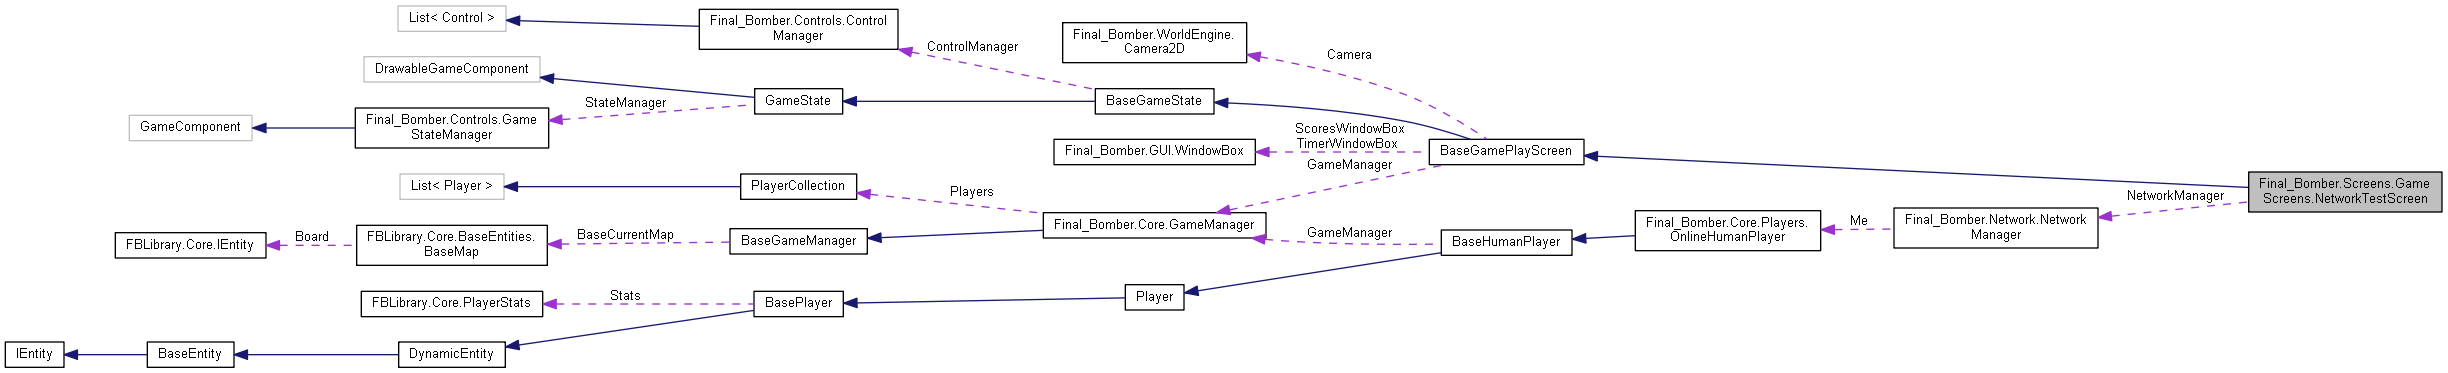 List< Control >
Final_Bomber.Controls.Control
Manager
ControlManager
Final_Bomber.WorldEngine.
Camera2D
Camera
DrawableGameComponent
StateManager
GameState
BaseGameState
GameComponent
Final_Bomber.Controls.Game
StateManager
ScoresWindowBox
TimerWindowBox
Final_Bomber.GUI.WindowBox
BaseGamePlayScreen
GameManager
List< Player >
PlayerCollection
Players
Final_Bomber.Screens.Game
Screens.NetworkTestScreen
NetworkManager
FBLibrary.Core.IEntity
Board
FBLibrary.Core.BaseEntities.
BaseMap
BaseCurrentMap
BaseGameManager
Final_Bomber.Core.GameManager
GameManager
BaseHumanPlayer
Final_Bomber.Core.Players.
OnlineHumanPlayer
Me
Final_Bomber.Network.Network
Manager
FBLibrary.Core.PlayerStats
Stats
BasePlayer
Player
IEntity
BaseEntity
DynamicEntity